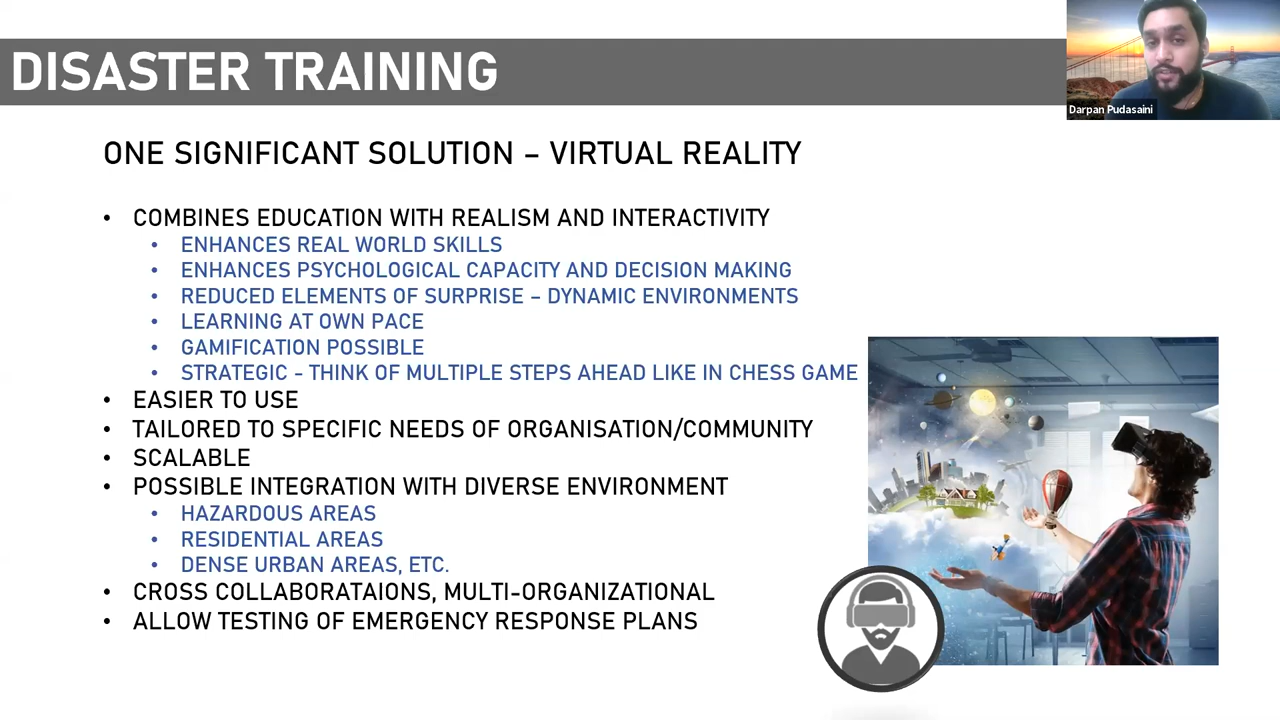 DISASTER TRAINING
Darpan Pudasaini
ONE SIGNIFICANT SOLUTION – VIRTUAL REALITY
• COMBINES EDUCATION WITH REALISM AND INTERACTIVITY
• ENHANCES REAL WORLD SKILLS
• ENHANCES PSYCHOLOGICAL CAPACITY AND DECISION MAKING
• REDUCED ELEMENTS OF SURPRISE – DYNAMIC ENVIRONMENTS
• LEARNING AT OWN PACE
• GAMIFICATION POSSIBLE
• STRATEGIC - THINK OF MULTIPLE STEPS AHEAD LIKE IN CHESS GAME
• EASIER TO USE
• TAILORED TO SPECIFIC NEEDS OF ORGANISATION/COMMUNITY
• SCALABLE
• POSSIBLE INTEGRATION WITH DIVERSE ENVIRONMENT
• HAZARDOUS AREAS
• RESIDENTIAL AREAS
• DENSE URBAN AREAS, ETC.
• CROSS COLLABORATAIONS, MULTI-ORGANIZATIONAL
• ALLOW TESTING OF EMERGENCY RESPONSE PLANS